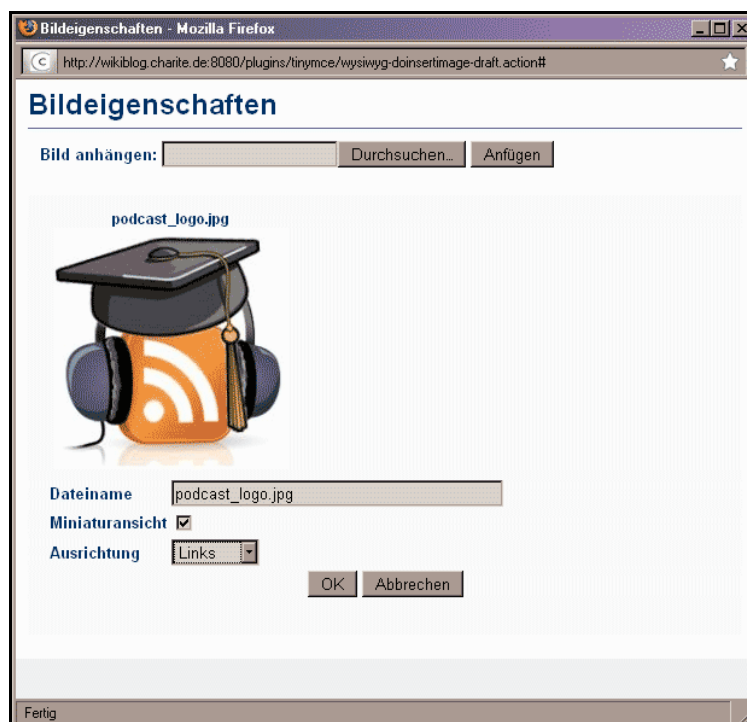 Bildeigenschaften - Mozilla Firefox
http://wikiblog.charite.de:8080/plugins/tinymce/wysiwyg-doinsertimage-draft.action#
Bildeigenschaften
Bild anhängen: Durchsuchen... Anfügen
podcast_logo.jpg
Dateiname podcast_logo.jpg
Miniaturansicht
Ausrichtung Links
OK Abbrechen
Fertig